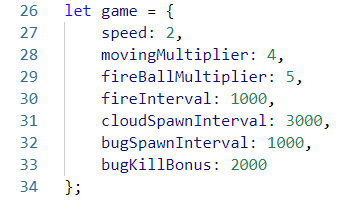 26 let game = {
27     speed: 2,
28     movingMultiplier: 4,
29     fireBallMultiplier: 5,
30     fireInterval: 1000,
31     cloudSpawnInterval: 3000,
32     bugSpawnInterval: 1000,
33     bugKillBonus: 2000
34 };